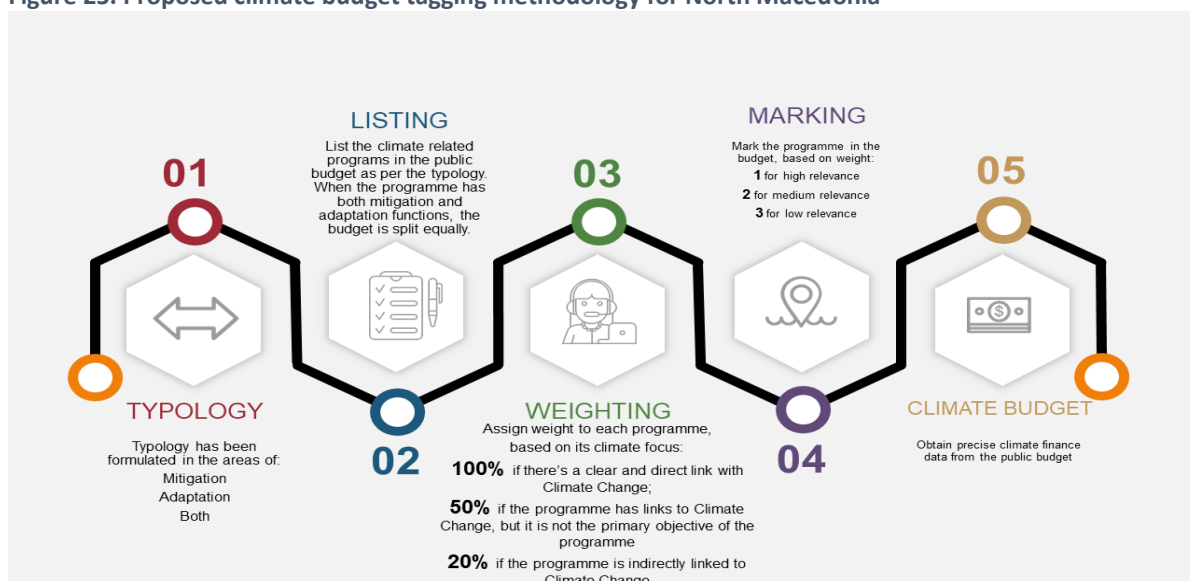 Figure 25: Proposed climate budget tagging methodology for North Macedonia
01
TYPOLOGY
Typology has been
formulated in the areas of:
Mitigation
Adaptation
Both
LISTING
List the climate related
programs in the public
budget as per the typology.
When the programme has
both mitigation and
adaptation functions, the
budget is split equally.
02
03
WEIGHTING
Assign weight to each programme,
based on its climate focus:
100% if there's a clear and direct link with
Climate Change;
50% if the programme has links to Climate
Change, but it is not the primary objective of the
programme
20% if the programme is indirectly linked to
Climate Change
MARKING
Mark the programme in the
budget, based on weight:
1 for high relevance
2 for medium relevance
3 for low relevance
04
05
CLIMATE BUDGET
Obtain precise climate finance
data from the public budget
$